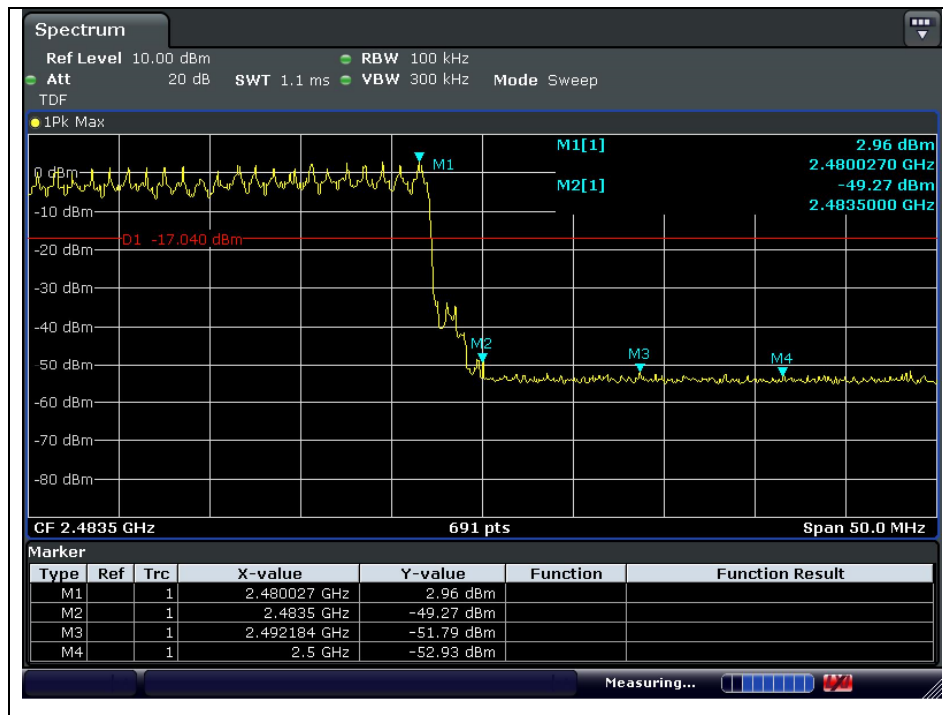 Spectrum
Ref Level 10.00 dBm RBW 100 kHz
Att 20 dB SWT 1.1 ms VBW 300 kHz Mode Sweep
TDF
1Pk Max
M1[1] 2.96 dBm
2.4800270 GHz
M2[1] -49.27 dBm
2.4835000 GHz
M1
0 dBm
-10 dBm
D1 -17.040 dBm
-20 dBm
-30 dBm
-40 dBm
M2
M3
M4
-50 dBm
-60 dBm
-70 dBm
-80 dBm
CF 2.4835 GHz 691 pts Span 50.0 MHz
Marker
Type Ref Trc X-value Y-value Function Function Result
M1 1 2.480027 GHz 2.96 dBm
M2 1 2.4835 GHz -49.27 dBm
M3 1 2.492184 GHz -51.79 dBm
M4 1 2.5 GHz -52.93 dBm
Measuring...